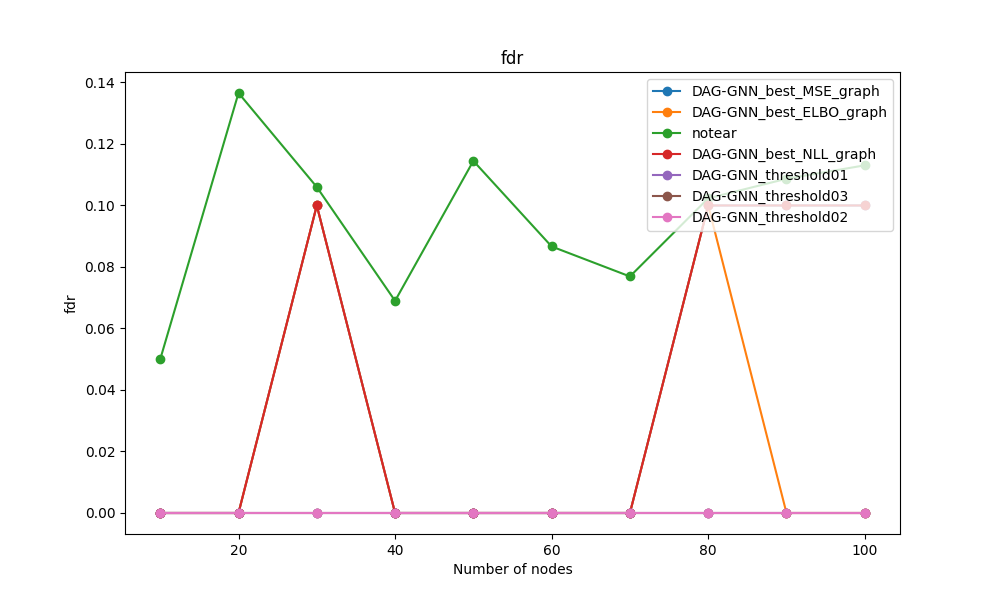 fdr
0.14
0.12
0.10
0.08
0.06
0.04
0.02
0.00
fdr
DAG-GNN_best_MSE_graph
DAG-GNN_best_ELBO_graph
notear
DAG-GNN_best_NLL_graph
DAG-GNN_threshold01
DAG-GNN_threshold03
DAG-GNN_threshold02
20 40 60 80 100
Number of nodes